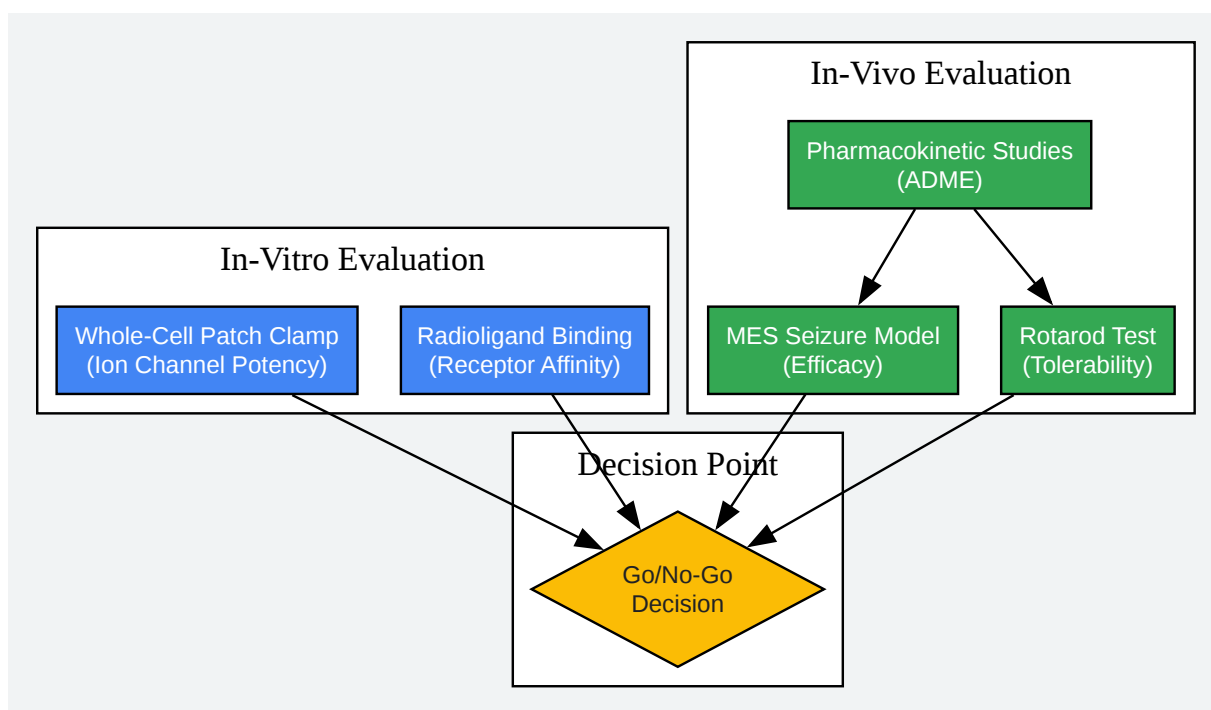 In-Vivo Evaluation
Pharmacokinetic Studies
(ADME)
In-Vitro Evaluation
Whole-Cell Patch Clamp
(Ion Channel Potency)
Radioligand Binding
(Receptor Affinity)
MES Seizure Model
(Efficacy)
Rotarod Test
(Tolerability)
Decision Point
Go/No-Go
Decision